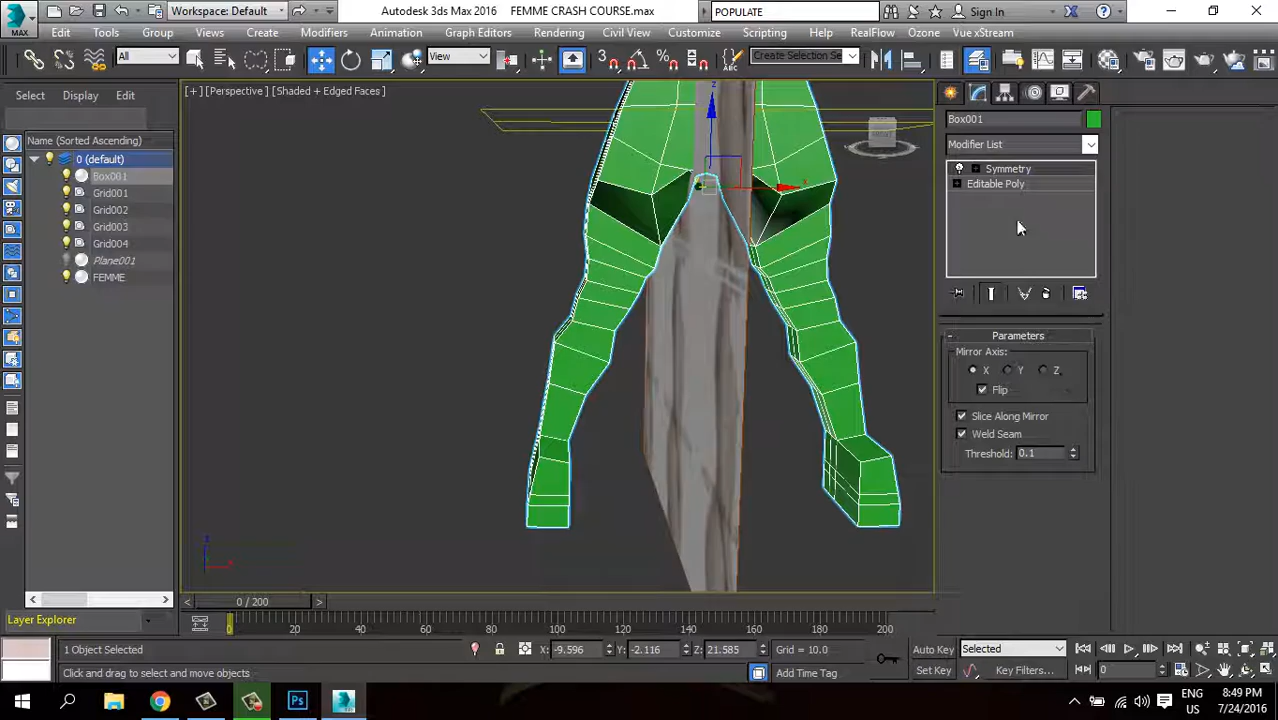 Workspace: Default
Autodesk 3ds Max 2016
FEMME CRASH COURSE.max
POPULATE
Sign In
MAX
Edit
Tools
Group
Views
Create
Modifiers
Animation
Graph Editors
Rendering
Civil View
Customize
Scripting
Help
RealFlow
Ozone
Vue xStream
All
View
Create Selection Se
Select
Display
Edit
[+] [Perspective] [Shaded + Edged Faces]
Name (Sorted Ascending)
0 (default)
Box001
Grid001
Grid002
Grid003
Grid004
Plane001
FEMME
z
x
Box001
Modifier List
Symmetry
Editable Poly
Parameters
Mirror Axis:
X
Y
Z
Flip
Slice Along Mirror
Weld Seam
Threshold: 0.1
0 / 200
Layer Explorer
0
20
40
60
80
100
120
140
160
180
200
1 Object Selected
X: -9.596
Y: -2.116
Z: 21.585
Grid = 10.0
Auto Key
Selected
Click and drag to select and move objects
Add Time Tag
Set Key
Key Filters...
0
Ps
MAX
ENG
US
8:49 PM
7/24/2016